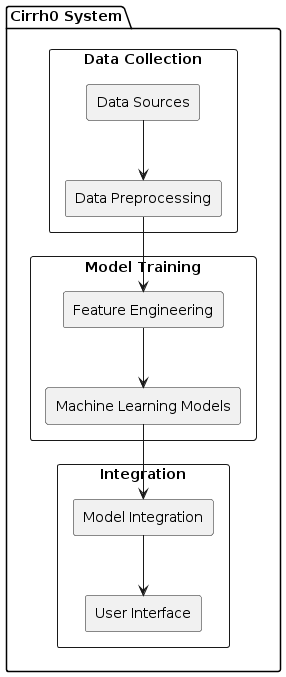 Cirrh0 System
Data Collection
Data Sources
Data Preprocessing
Model Training
Feature Engineering
Machine Learning Models
Integration
Model Integration
User Interface